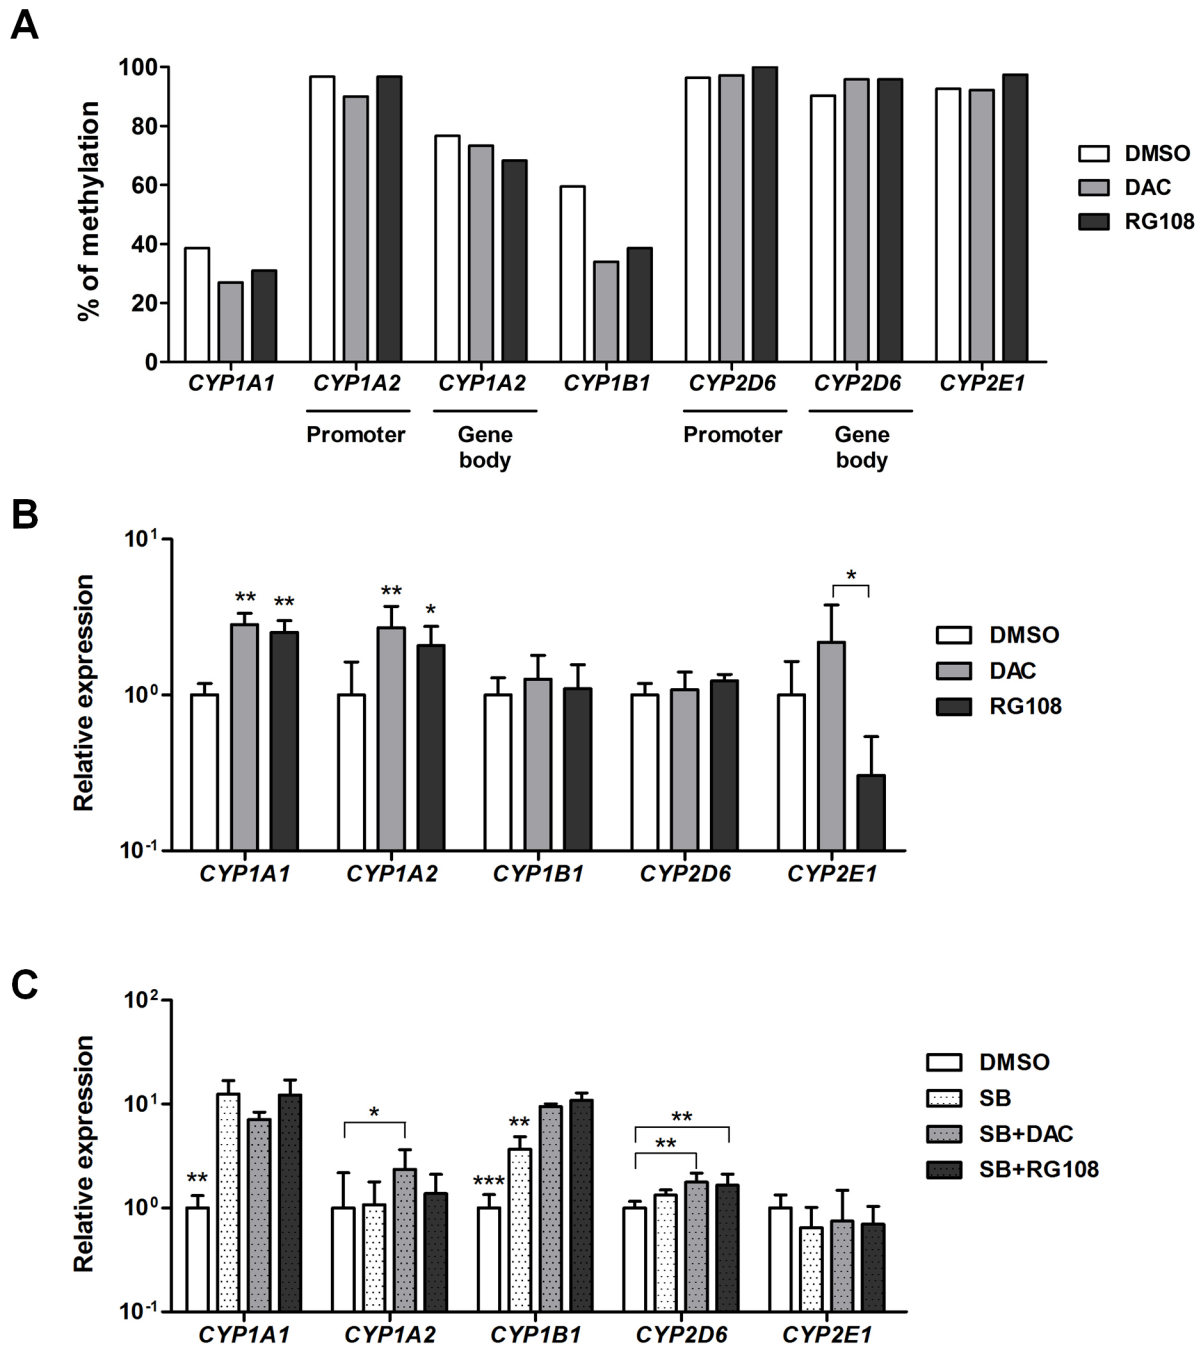 A
% of methylation
100
80
60
40
20
0
CYP1A1 CYP1A2 CYP1A2 CYP1B1 CYP2D6 CYP2D6 CYP2E1
Promoter Gene body Promoter Gene body
DMSO
DAC
RG108
B
Relative expression
10¹
10⁰
10⁻¹
** ** ** * *
CYP1A1 CYP1A2 CYP1B1 CYP2D6 CYP2E1
DMSO
DAC
RG108
C
Relative expression
10²
10¹
10⁰
10⁻¹
** * *** ** ** **
CYP1A1 CYP1A2 CYP1B1 CYP2D6 CYP2E1
DMSO
SB
SB+DAC
SB+RG108